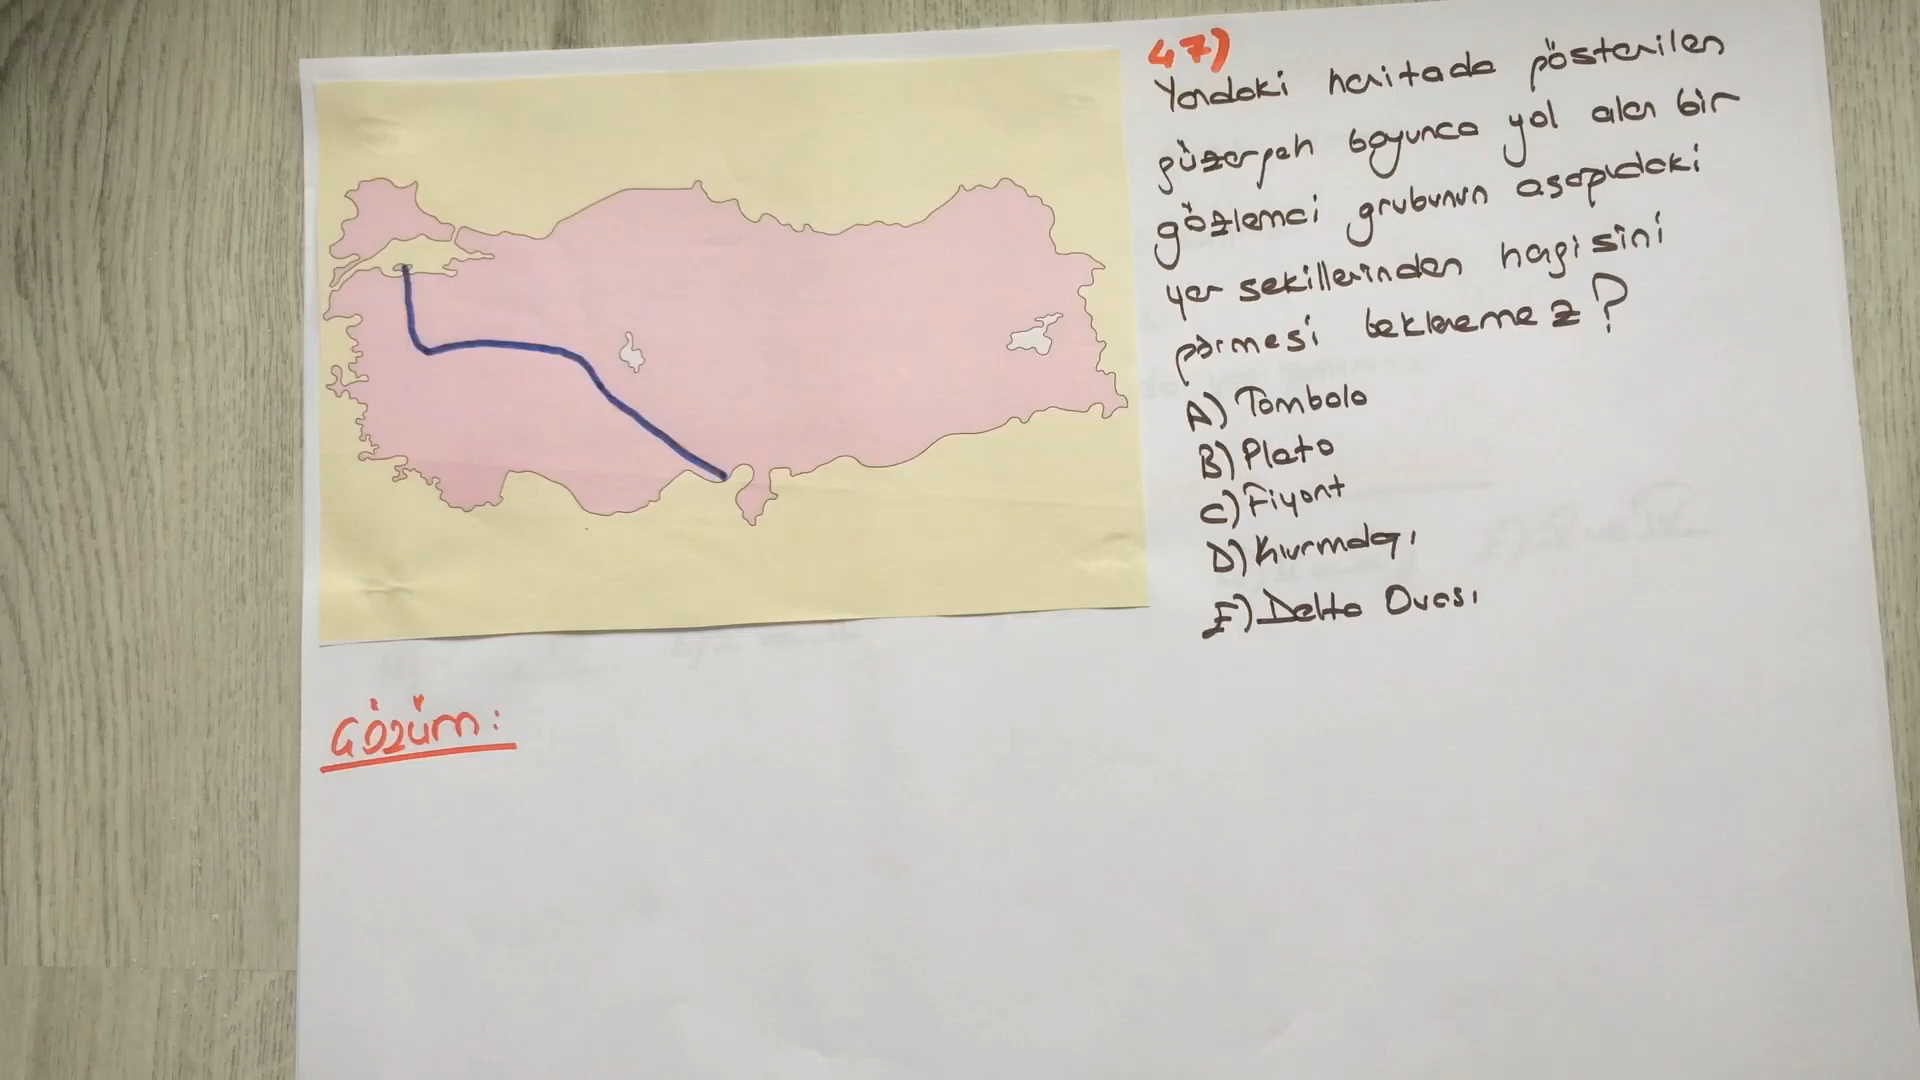 47)
Yandaki haritada gösterilen
güzergah boyunca yol alan bir
gözlemci grubunun aşağıdaki
yer şekillerinden hangisini
görmesi beklenemez?
A) Tombolo
B) Plato
C) Fiyort
D) Kıvrmdağı
E) Delta Ovası
Çözüm: